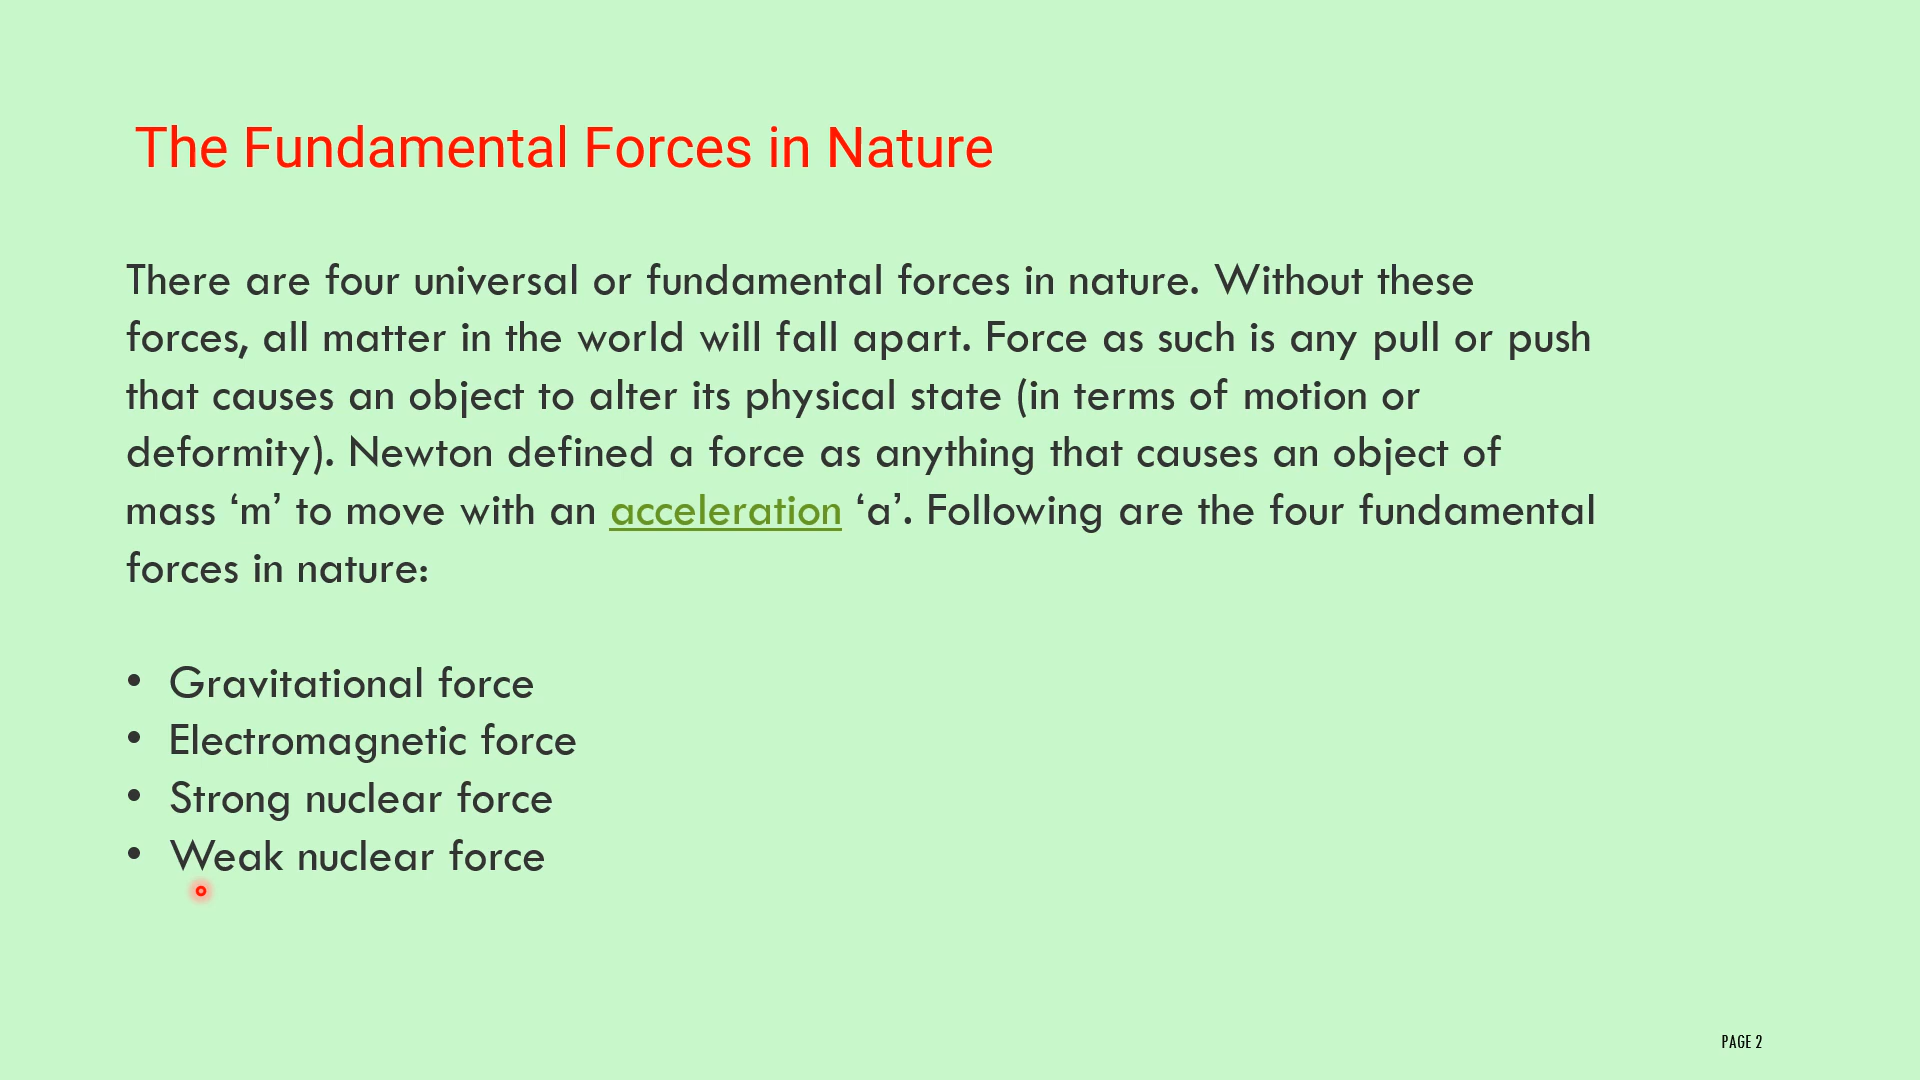 The Fundamental Forces in Nature
There are four universal or fundamental forces in nature. Without these
forces, all matter in the world will fall apart. Force as such is any pull or push
that causes an object to alter its physical state (in terms of motion or
deformity). Newton defined a force as anything that causes an object of
mass ‘m’ to move with an acceleration ‘a’. Following are the four fundamental
forces in nature:
• Gravitational force
• Electromagnetic force
• Strong nuclear force
• Weak nuclear force
PAGE 2